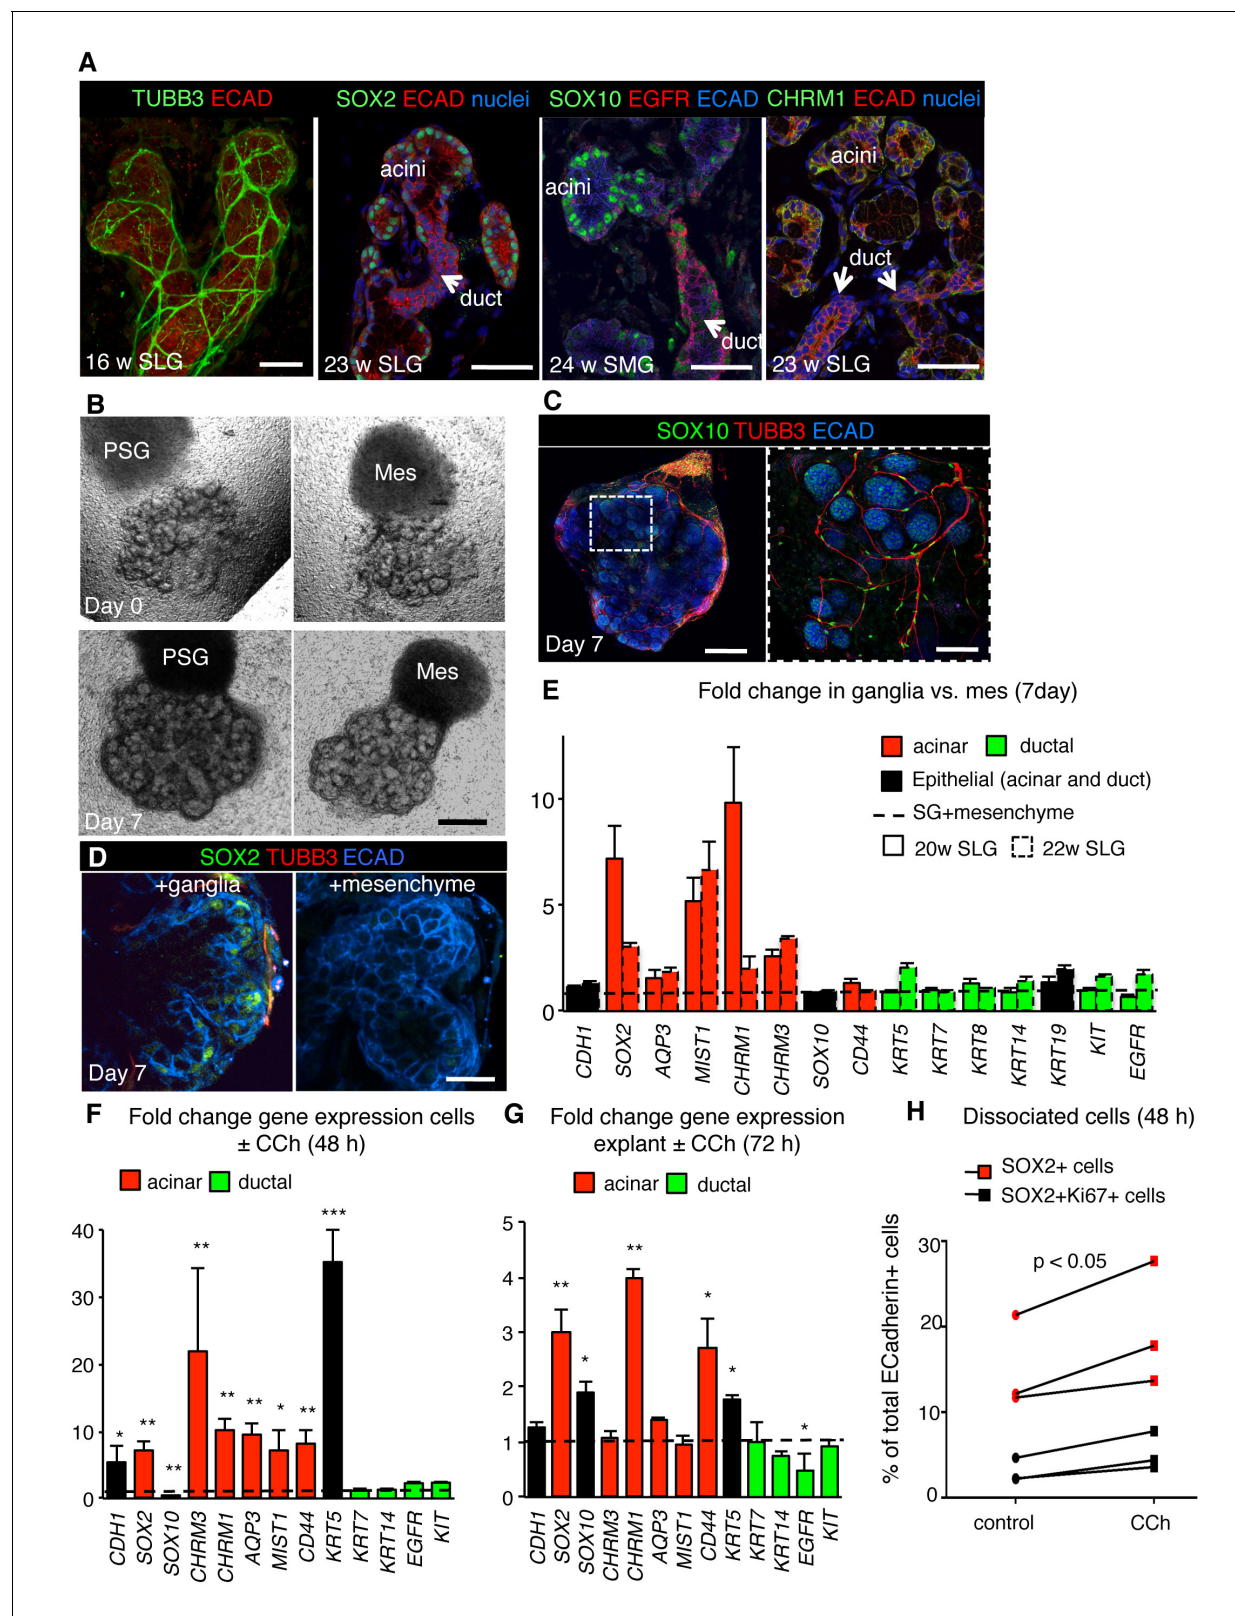 A
TUBB3 ECAD
SOX2 ECAD nuclei
SOX10 EGFR ECAD
CHRM1 ECAD nuclei
acini
duct
16 w SLG
23 w SLG
acini
duct
24 w SMG
acini
duct
23 w SLG
B
PSG
Mes
Day 0
PSG
Mes
Day 7
C
SOX10 TUBB3 ECAD
Day 7
D
SOX2 TUBB3 ECAD
+ganglia
+mesenchyme
Day 7
E
Fold change in ganglia vs. mes (7day)
acinar
ductal
Epithelial (acinar and duct)
SG+mesenchyme
20w SLG
22w SLG
10
5
0
CDH1
SOX2
AQP3
MIST1
CHRM1
CHRM3
SOX10
CD44
KRT5
KRT7
KRT8
KRT14
KRT19
KIT
EGFR
F
Fold change gene expression cells
± CCh (48 h)
acinar
ductal
40
30
20
10
0
*
**
**
**
**
**
*
**
***
CDH1
SOX2
SOX10
CHRM3
CHRM1
AQP3
MIST1
CD44
KRT5
KRT7
KRT14
EGFR
KIT
G
Fold change gene expression
explant ± CCh (72 h)
acinar
ductal
5
4
3
2
1
0
**
*
**
*
*
*
CDH1
SOX2
SOX10
CHRM3
CHRM1
AQP3
MIST1
CD44
KRT5
KRT7
KRT14
EGFR
KIT
H
Dissociated cells (48 h)
SOX2+ cells
SOX2+Ki67+ cells
% of total ECadherin+ cells
30
20
10
0
p < 0.05
control
CCh